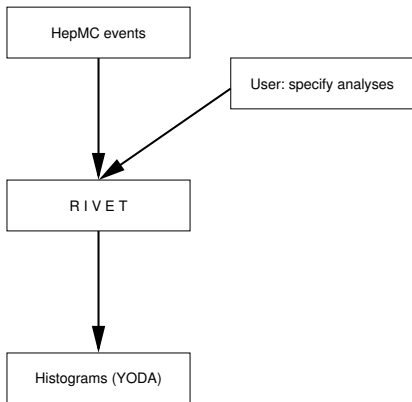 HepMC events
User: specify analyses
R I V E T
Histograms (YODA)